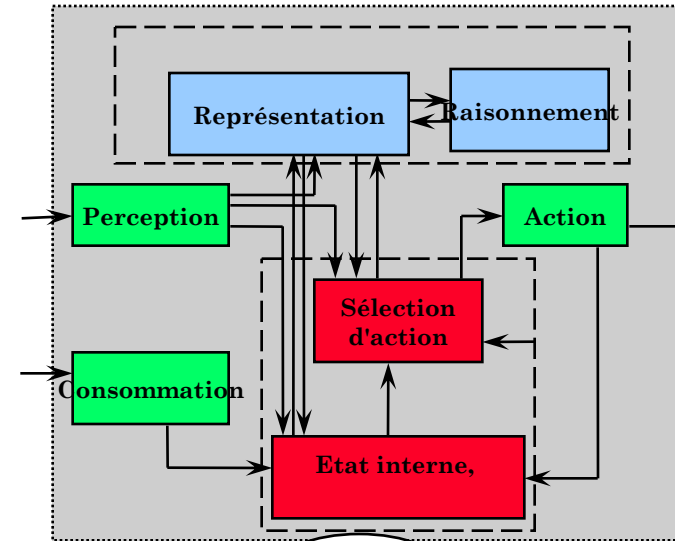 Représentation
Raisonnement
Perception
Action
Sélection
d'action
Consommation
Etat interne,